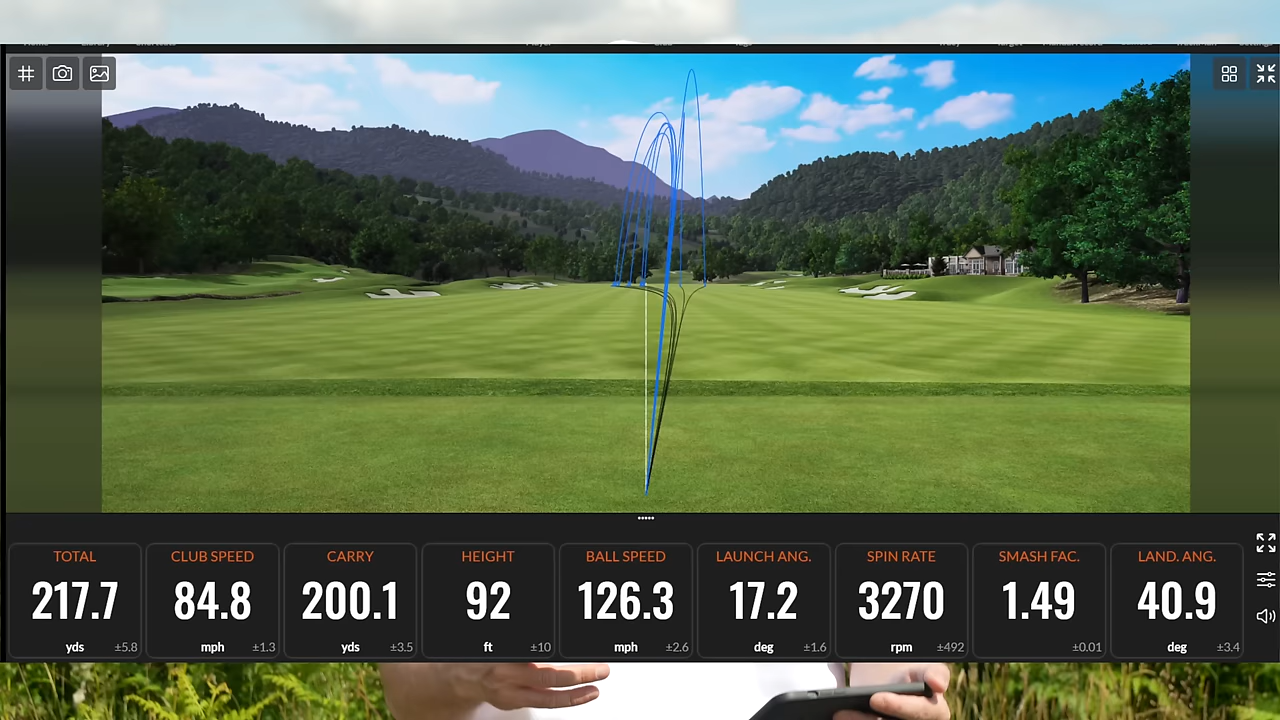 TOTAL
217.7
yds ±5.8
CLUB SPEED
84.8
mph ±1.3
CARRY
200.1
yds ±3.5
HEIGHT
92
ft ±10
BALL SPEED
126.3
mph ±2.6
LAUNCH ANG.
17.2
deg ±1.6
SPIN RATE
3270
rpm ±492
SMASH FAC.
1.49
±0.01
LAND. ANG.
40.9
deg ±3.4